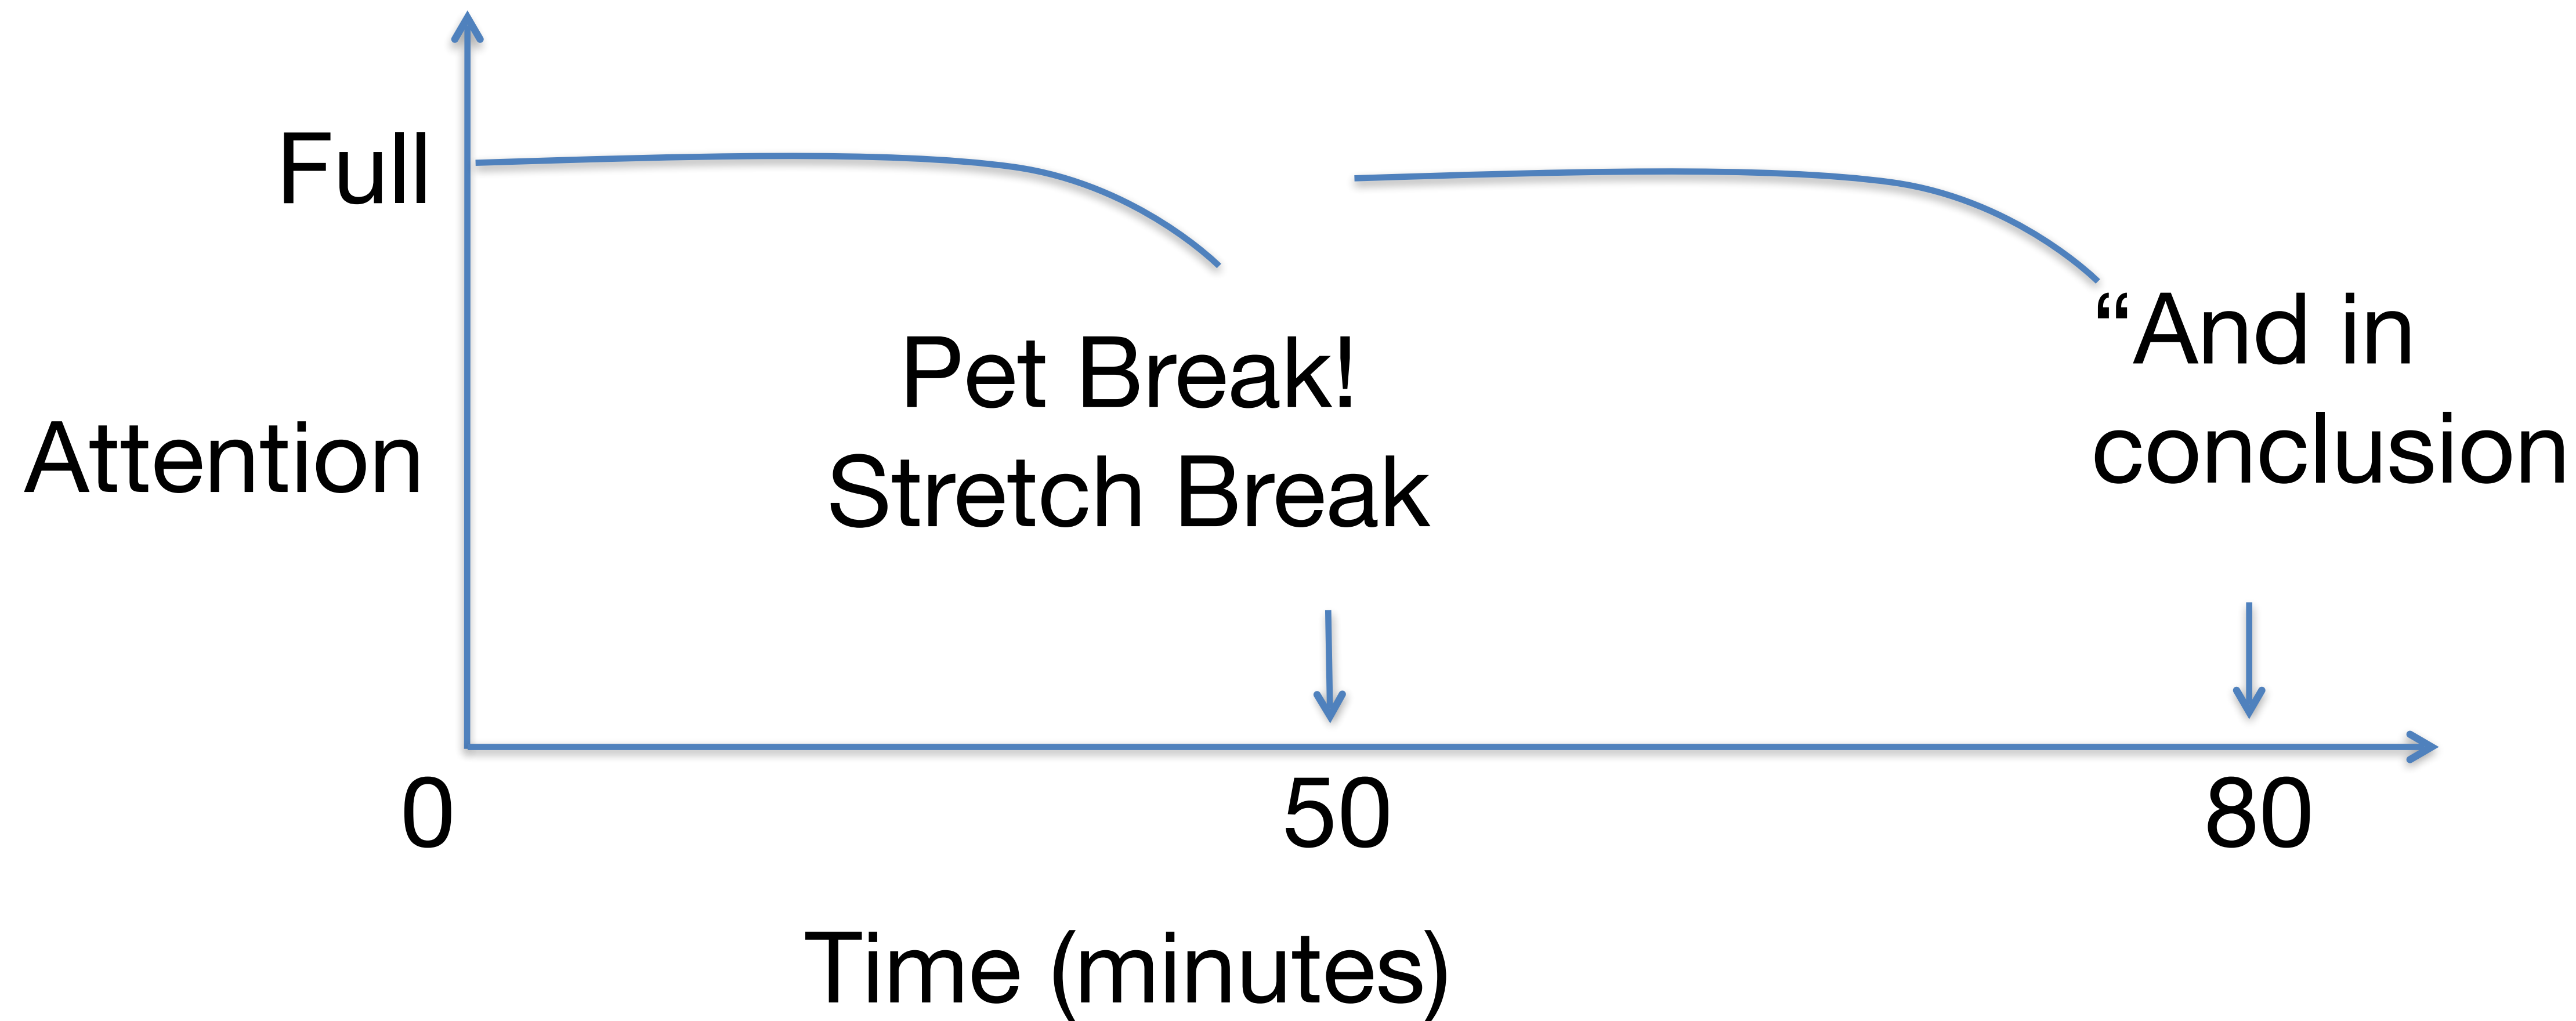 Full
Attention
Pet Break!
Stretch Break
“And in
conclusion
0
50
80
Time (minutes)